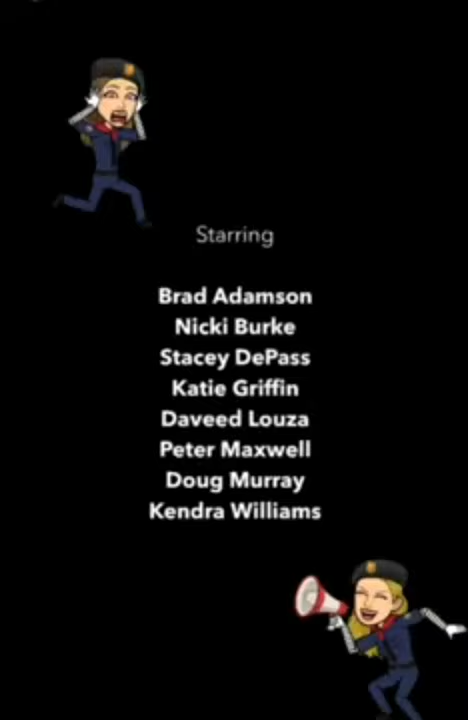 Starring
Brad Adamson
Nicki Burke
Stacey DePass
Katie Griffin
Daveed Louza
Peter Maxwell
Doug Murray
Kendra Williams